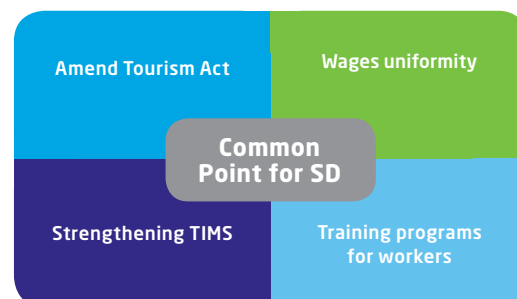 Amend Tourism Act
Wages uniformity
Common
Point for SD
Strengthening TIMS
Training programs
for workers